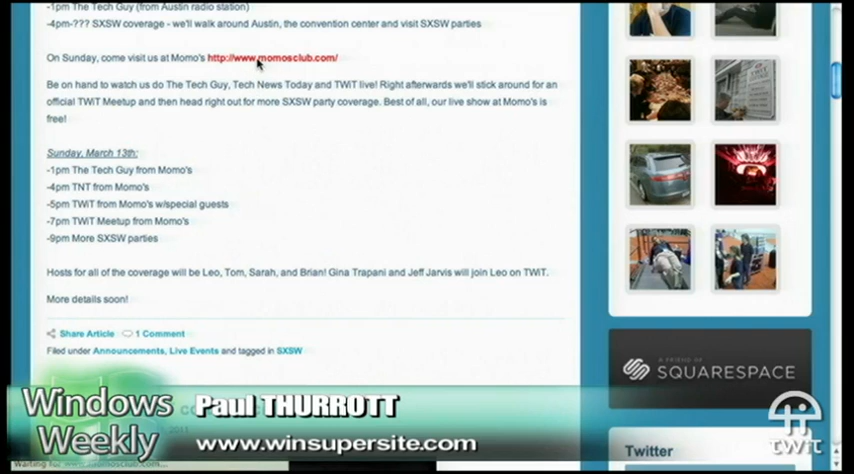 -1pm The Tech Guy (from Austin radio station)
-4pm-??? SXSW coverage - we'll walk around Austin, the convention center and visit SXSW parties
On Sunday, come visit us at Momo's http://www.momosclub.com/
Be on hand to watch us do The Tech Guy, Tech News Today and TWiT live! Right afterwards we'll stick around for an
official TWiT Meetup and then head right out for more SXSW party coverage. Best of all, our live show at Momo's is
free!
Sunday, March 13th:
-1pm The Tech Guy from Momo's
-4pm TNT from Momo's
-5pm TWiT from Momo's w/special guests
-7pm TWiT Meetup from Momo's
-9pm More SXSW parties
Hosts for all of the coverage will be Leo, Tom, Sarah, and Brian! Gina Trapani and Jeff Jarvis will join Leo on TWiT.
More details soon!
Share Article 1 Comment
Filed under Announcements, Live Events and tagged in SXSW
A FRIEND OF
SQUARESPACE
Twitter
Windows
Weekly
Paul THURROTT
www.winsupersite.com
twit